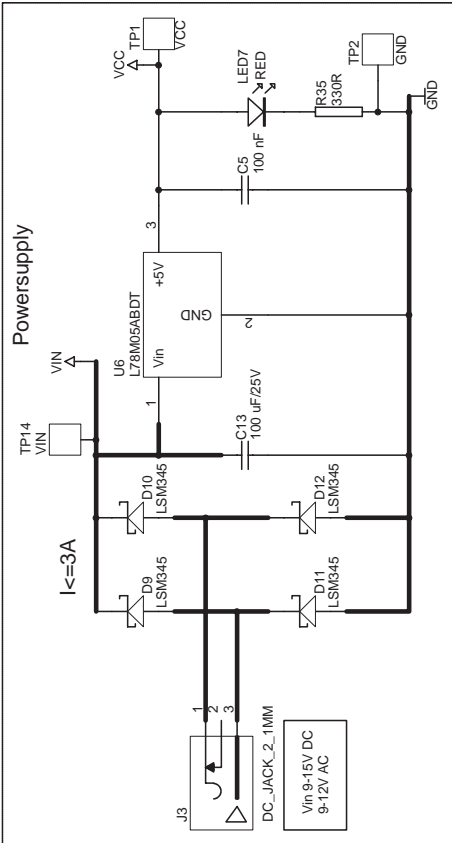 Powersupply
I<=3A
TP14
VIN
VIN
TP1
VCC
VCC
LED7
RED
R35
330R
TP2
GND
GND
C5
100 nF
U6
L78M05ABDT
Vin
+5V
GND
1
3
2
C13
100 uF/25V
D10
LSM345
D12
LSM345
D9
LSM345
D11
LSM345
J3
1
2
3
DC_JACK_2_1MM
Vin 9-15V DC
9-12V AC